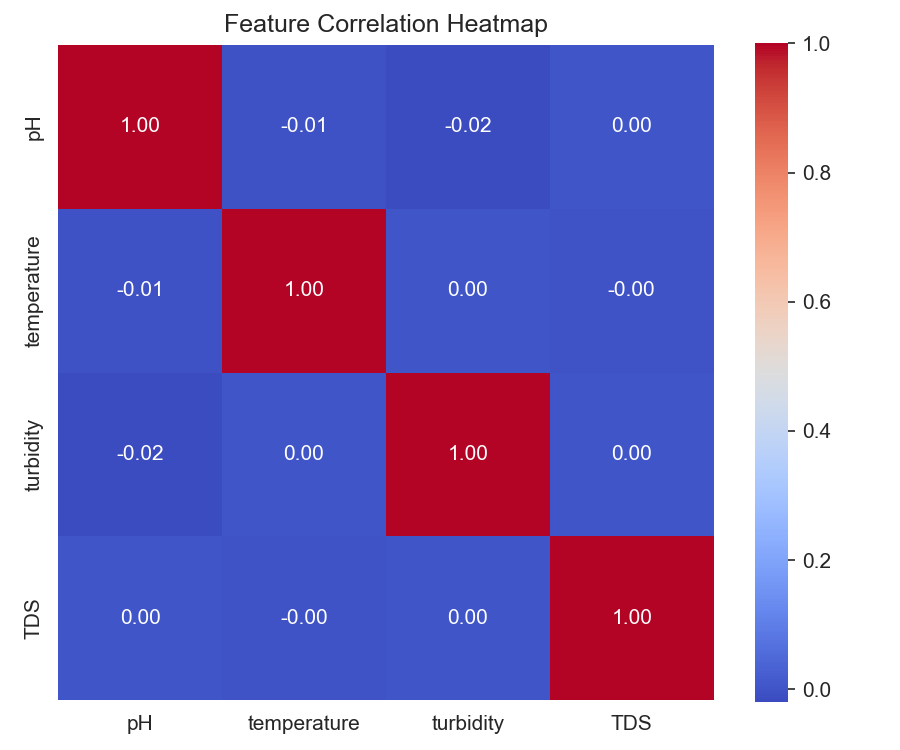 Feature Correlation Heatmap
pH 1.00 -0.01 -0.02 0.00
temperature -0.01 1.00 0.00 -0.00
turbidity -0.02 0.00 1.00 0.00
TDS 0.00 -0.00 0.00 1.00
pH temperature turbidity TDS
1.0
0.8
0.6
0.4
0.2
0.0